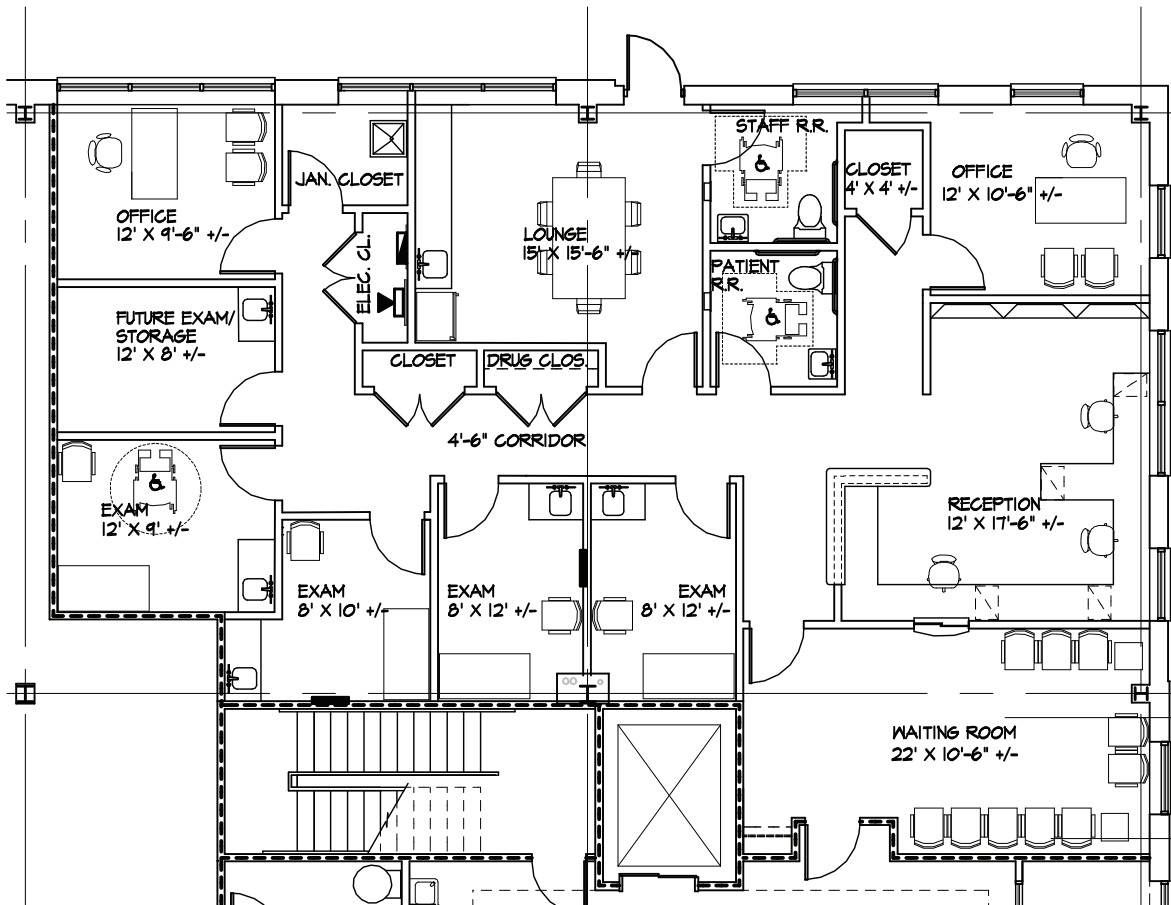 STAFF R.R.
JAN. CLOSET
CLOSET
4' X 4' +/-
OFFICE
12' X 10'-6" +/-
OFFICE
12' X 9'-6" +/-
ELEC. CL.
LOUNGE
15' X 15'-6" +/-
PATIENT
R.R.
FUTURE EXAM/
STORAGE
12' X 8' +/-
CLOSET
DRUG CLOS.
4'-6" CORRIDOR
EXAM
12' X 9' +/-
RECEPTION
12' X 17'-6" +/-
EXAM
8' X 10' +/-
EXAM
8' X 12' +/-
EXAM
8' X 12' +/-
WAITING ROOM
22' X 10'-6" +/-